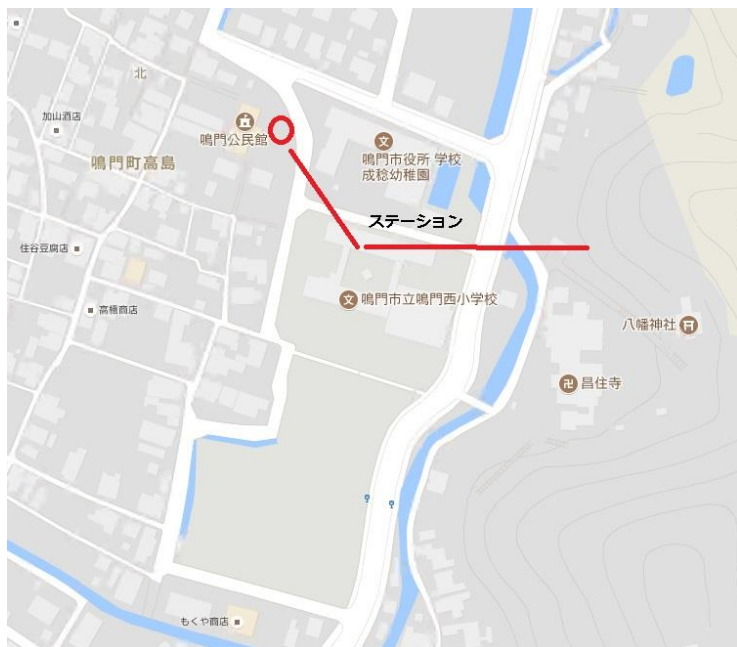 北
加山酒店
鳴門公民館
鳴門市役所 学校
成稔幼稚園
鳴門町高島
ステーション
住谷豆腐店
鳴門市立鳴門西小学校
高橋商店
八幡神社
昌住寺
もくや商店